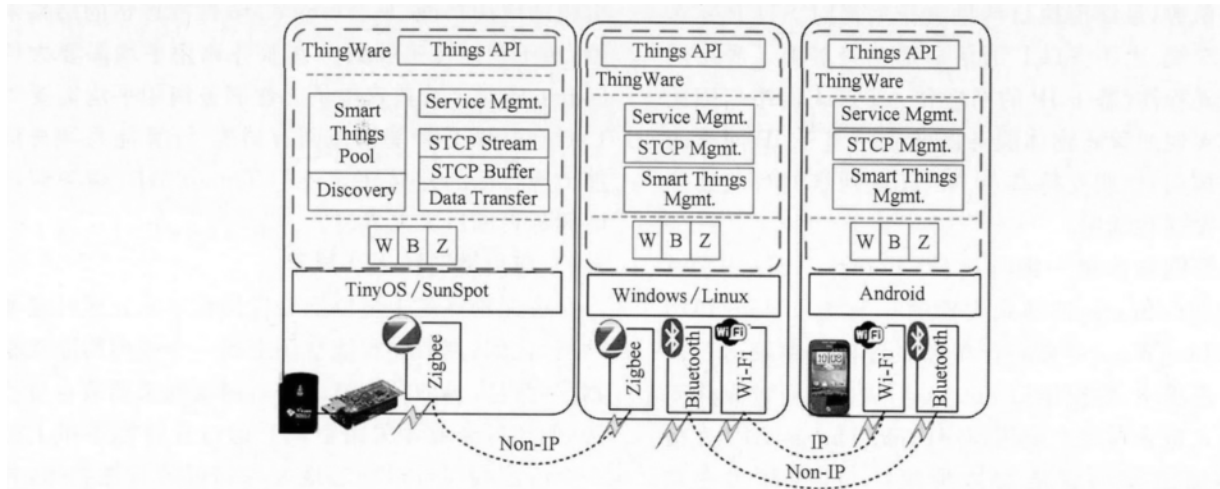 ThingWare
Things API
Smart
Things
Pool
Discovery
Service Mgmt.
STCP Stream
STCP Buffer
Data Transfer
W B Z
TinyOS/SunSpot
Zigbee
Things API
ThingWare
Service Mgmt.
STCP Mgmt.
Smart Things
Mgmt.
W B Z
Windows/Linux
Zigbee
Bluetooth
WiFi
Wi-Fi
Things API
ThingWare
Service Mgmt.
STCP Mgmt.
Smart Things
Mgmt.
W B Z
Android
WiFi
Wi-Fi
Bluetooth
Non-IP
IP
Non-IP